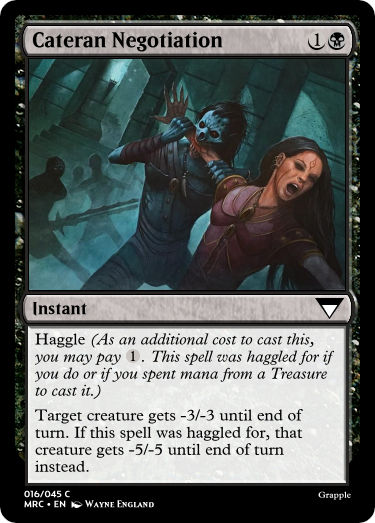 Cateran Negotiation 1
Instant
Haggle (As an additional cost to cast this,
you may pay 1. This spell was haggled for if
you do or if you spent mana from a Treasure
to cast it.)
Target creature gets -3/-3 until end of
turn. If this spell was haggled for, that
creature gets -5/-5 until end of turn
instead.
016/045 C
MRC • EN Wayne England
Grapple